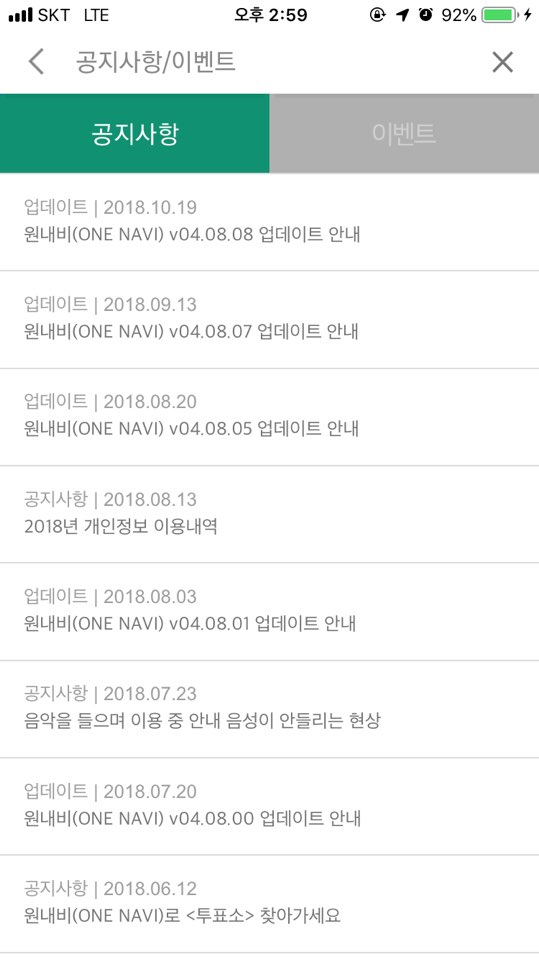 SKT LTE 오후 2:59 92%
공지사항/이벤트
공지사항 이벤트
업데이트 | 2018.10.19
원내비(ONE NAVI) v04.08.08 업데이트 안내
업데이트 | 2018.09.13
원내비(ONE NAVI) v04.08.07 업데이트 안내
업데이트 | 2018.08.20
원내비(ONE NAVI) v04.08.05 업데이트 안내
공지사항 | 2018.08.13
2018년 개인정보 이용내역
업데이트 | 2018.08.03
원내비(ONE NAVI) v04.08.01 업데이트 안내
공지사항 | 2018.07.23
음악을 들으며 이용 중 안내 음성이 안들리는 현상
업데이트 | 2018.07.20
원내비(ONE NAVI) v04.08.00 업데이트 안내
공지사항 | 2018.06.12
원내비(ONE NAVI)로 <투표소> 찾아가세요